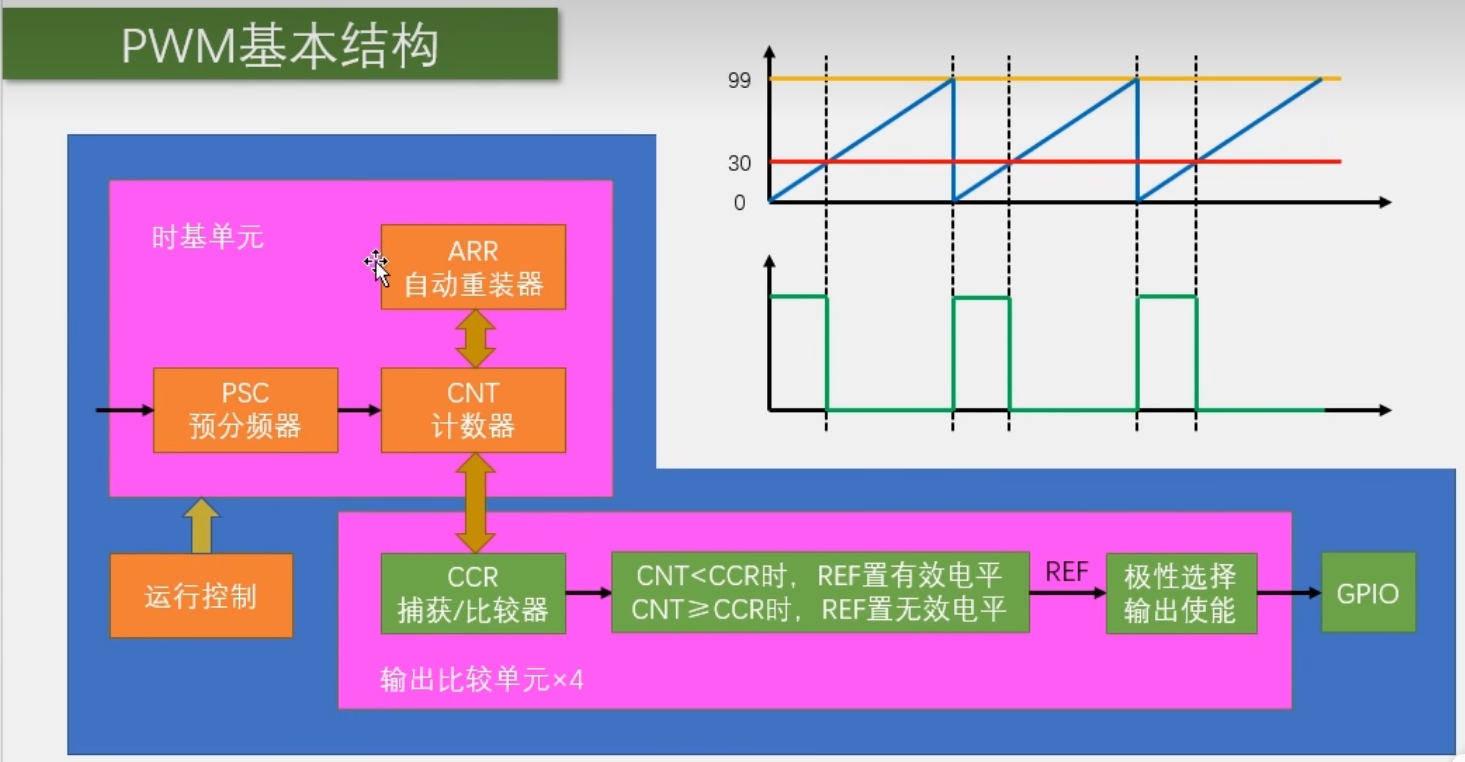 PWM基本结构
99
30
0
时基单元
ARR
自动重装器
PSC
预分频器
CNT
计数器
运行控制
CCR
捕获/比较器
CNT<CCR时，REF置有效电平
CNT≥CCR时，REF置无效电平
REF
极性选择
输出使能
GPIO
输出比较单元×4